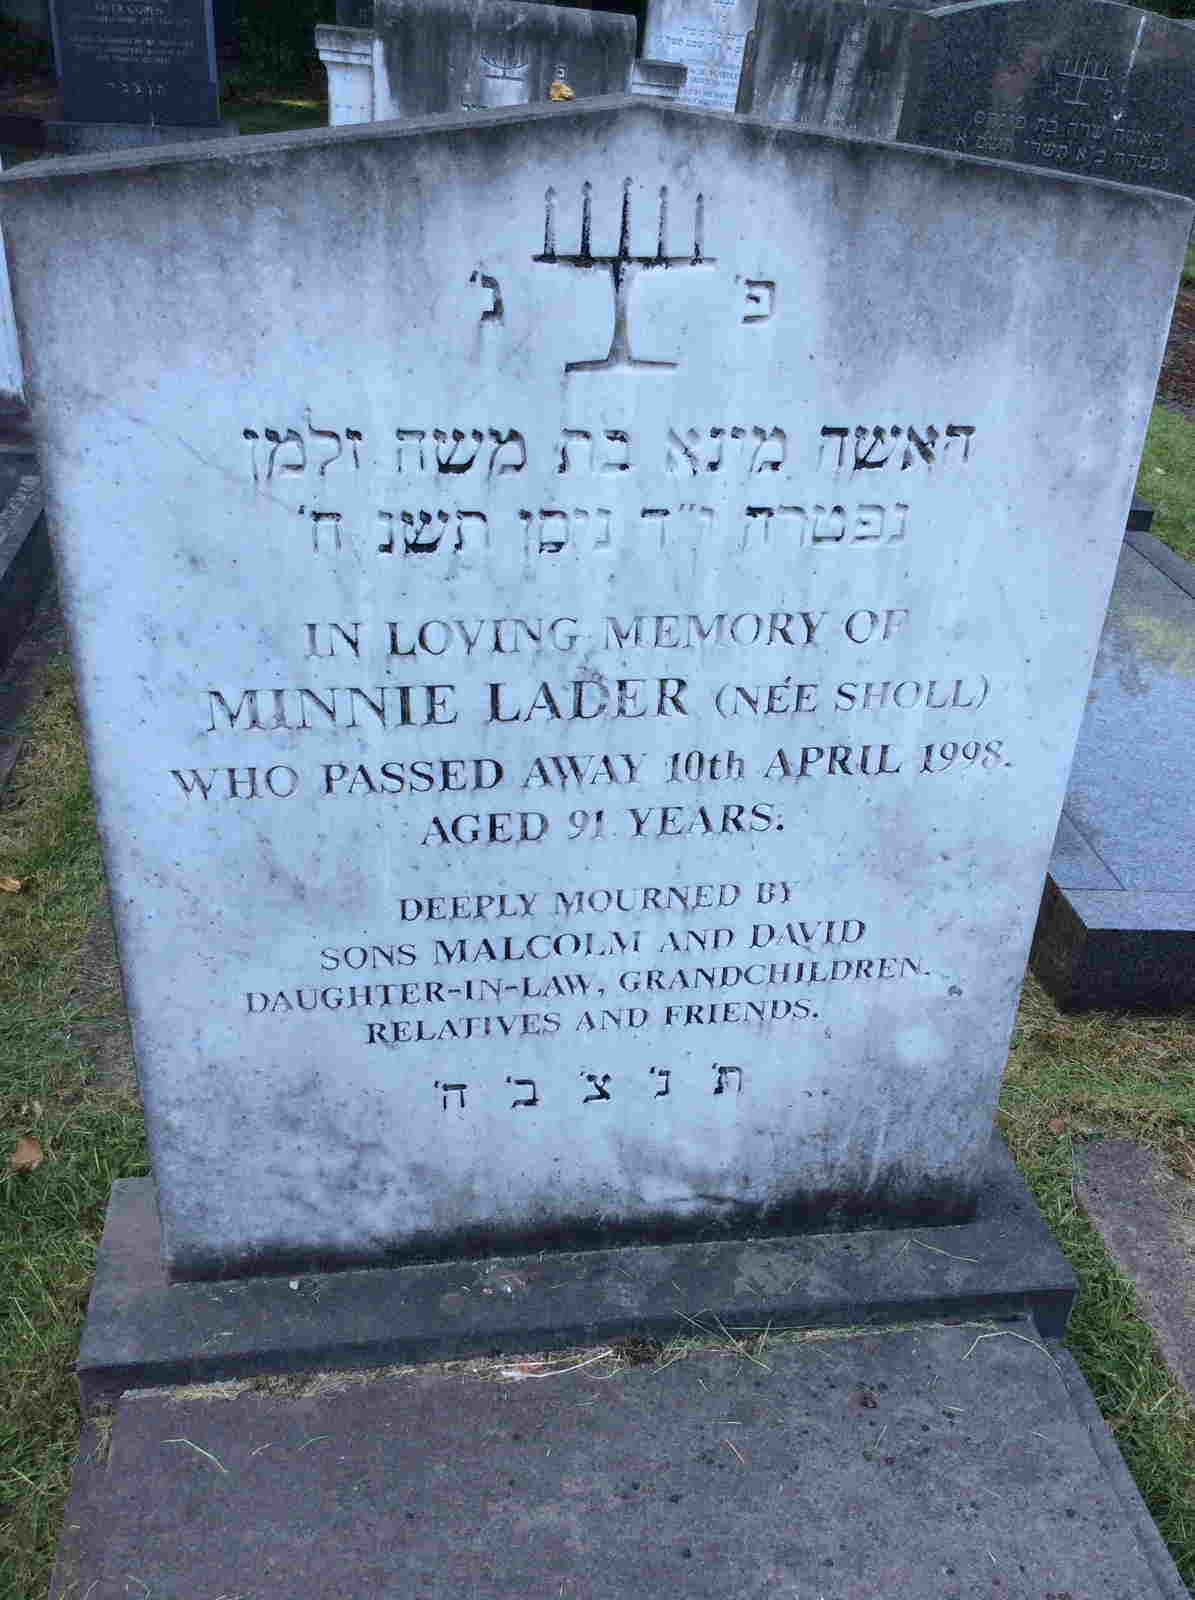 פ' נ'
האשה מינא בת משה זלמן
נפטרה י"ד ניסן תשנ ח'
IN LOVING MEMORY OF
MINNIE LADER (NÉE SHOLL)
WHO PASSED AWAY 10th APRIL 1998.
AGED 91 YEARS.
DEEPLY MOURNED BY
SONS MALCOLM AND DAVID
DAUGHTER-IN-LAW, GRANDCHILDREN.
RELATIVES AND FRIENDS.
ת' נ' צ' ב' ה'